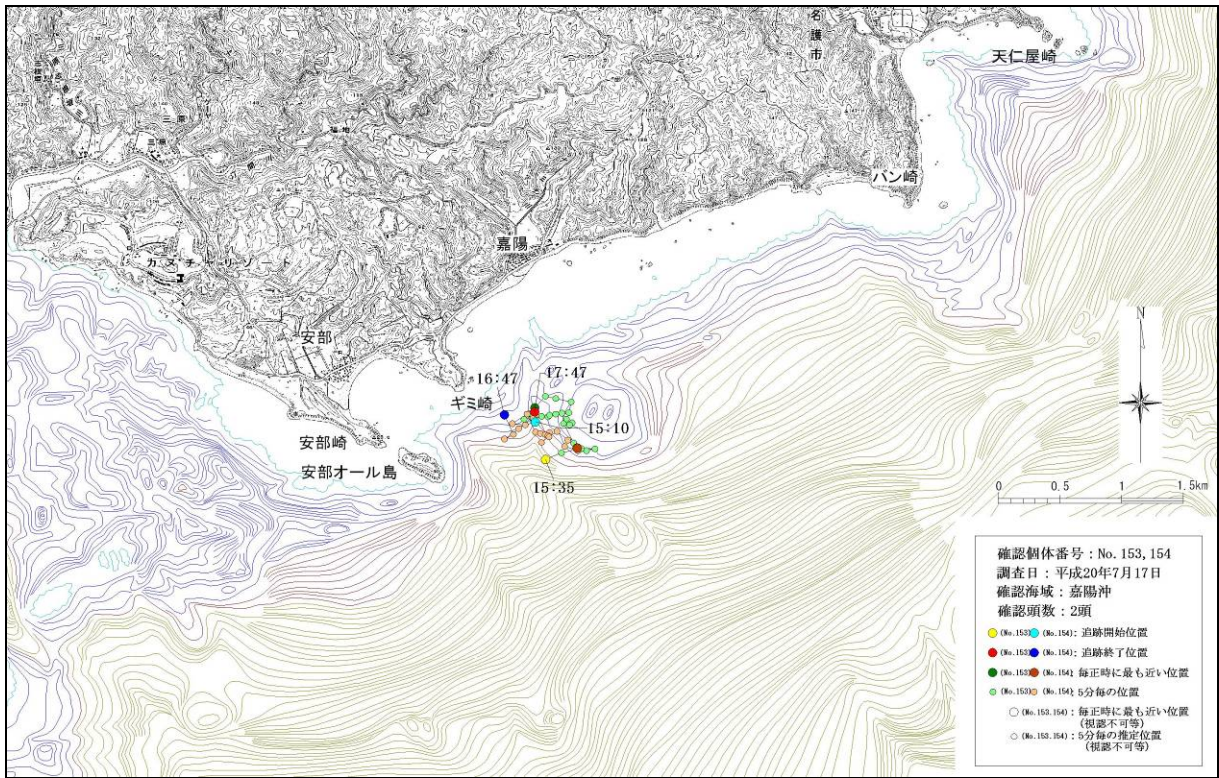 名護市
天仁屋崎
三原
三原
福地
バン崎
嘉陽
カヌチャリゾート
安部
16:47
17:47
ギミ崎
15:10
安部崎
安部オール島
15:35
N
0 0.5 1 1.5km
確認個体番号：No. 153, 154
調査日：平成20年7月17日
確認海域：嘉陽沖
確認頭数：2頭
(No.153) (No.154)：追跡開始位置
(No.153) (No.154)：追跡終了位置
(No.153) (No.154)：毎正時に最も近い位置
(No.153) (No.154)：5分毎の位置
(No.153.154)：毎正時に最も近い位置
(視認不可等)
(No.153.154)：5分毎の推定位置
(視認不可等)